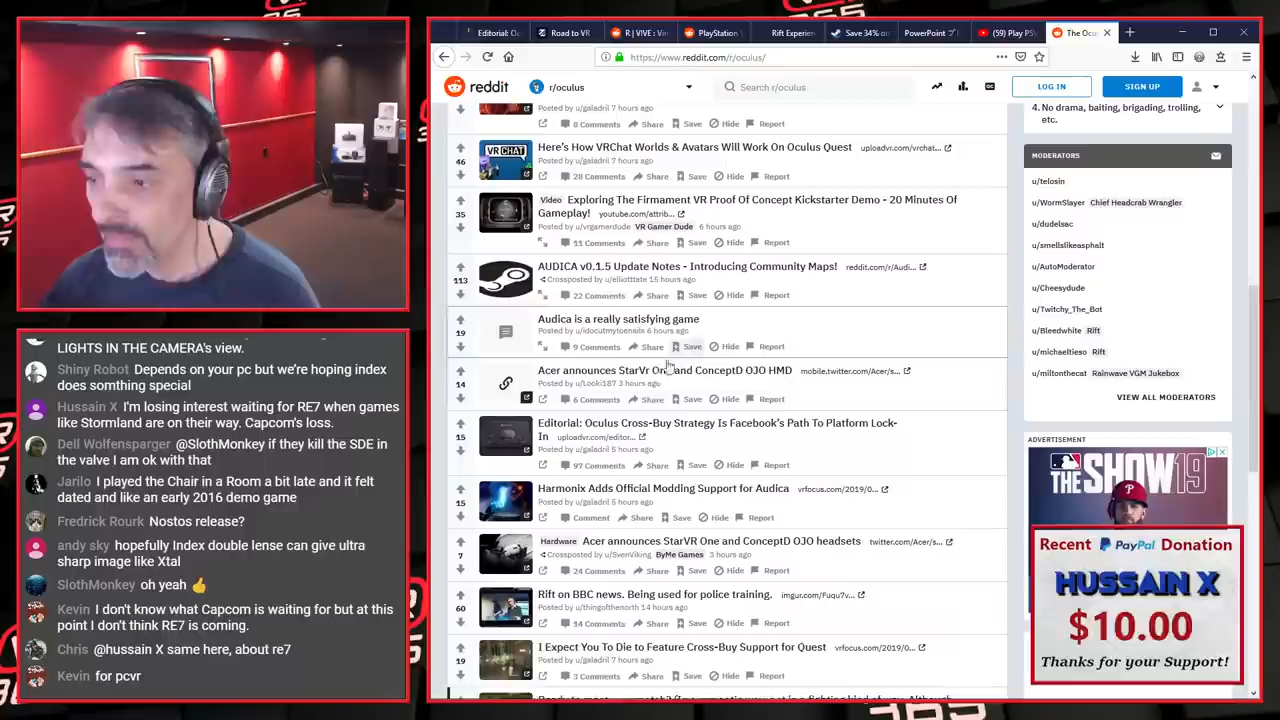 Editorial: Oc
Road to VR
R | VIVE : Vir
PlayStation V
Rift Experien
Save 34% on
PowerPoint プ
(59) Play PSV
The Ocu
https://www.reddit.com/r/oculus/
reddit
r/oculus
Search r/oculus
LOG IN
SIGN UP
Posted by u/galadril 7 hours ago
8 Comments Share Save Hide Report
46
Here's How VRChat Worlds & Avatars Will Work On Oculus Quest uploadvr.com/vrchat...
Posted by u/galadril 7 hours ago
28 Comments Share Save Hide Report
VRCHAT
35
Video Exploring The Firmament VR Proof Of Concept Kickstarter Demo - 20 Minutes Of
Gameplay! youtube.com/attrib...
Posted by u/vrgamerdude VR Gamer Dude 6 hours ago
11 Comments Share Save Hide Report
113
AUDICA v0.1.5 Update Notes - Introducing Community Maps! reddit.com/r/Audi...
Crossposted by u/elliotttate 15 hours ago
22 Comments Share Save Hide Report
19
Audica is a really satisfying game
Posted by u/idocutmytoenails 6 hours ago
9 Comments Share Save Hide Report
14
Acer announces StarVr One and ConceptD OJO HMD mobile.twitter.com/Acer/s...
Posted by u/Looki187 3 hours ago
6 Comments Share Save Hide Report
15
Editorial: Oculus Cross-Buy Strategy Is Facebook's Path To Platform Lock-
In uploadvr.com/editor...
Posted by u/galadril 5 hours ago
97 Comments Share Save Hide Report
15
Harmonix Adds Official Modding Support for Audica vrfocus.com/2019/0...
Posted by u/galadril 5 hours ago
Comment Share Save Hide Report
7
Hardware Acer announces StarVR One and ConceptD OJO headsets twitter.com/Acer/s...
Crossposted by u/SvenViking ByMe Games 3 hours ago
24 Comments Share Save Hide Report
60
Rift on BBC news. Being used for police training. imgur.com/Fuqu7v...
Posted by u/thingofthenorth 14 hours ago
14 Comments Share Save Hide Report
19
I Expect You To Die to Feature Cross-Buy Support for Quest vrfocus.com/2019/0...
Posted by u/galadril 7 hours ago
3 Comments Share Save Hide Report
4. No drama, baiting, brigading, trolling,
etc.
MODERATORS
u/telosin
u/WormSlayer Chief Headcrab Wrangler
u/dudelsac
u/smellslikeasphalt
u/AutoModerator
u/Cheesydude
u/Twitchy_The_Bot
u/Bleedwhite Rift
u/michaeltieso Rift
u/miltonthecat Rainwave VGM Jukebox
VIEW ALL MODERATORS
ADVERTISEMENT
THE SHOW 19
Recent PayPal Donation
HUSSAIN X
$10.00
Thanks for your Support!
LIGHTS IN THE CAMERA's view.
Shiny Robot Depends on your pc but we're hoping index
does somthing special
Hussain X I'm losing interest waiting for RE7 when games
like Stormland are on their way. Capcom's loss.
Dell Wolfensparger @SlothMonkey if they kill the SDE in
the valve I am ok with that
Jarilo I played the Chair in a Room a bit late and it felt
dated and like an early 2016 demo game
Fredrick Rourk Nostos release?
andy sky hopefully Index double lense can give ultra
sharp image like Xtal
SlothMonkey oh yeah 👍
Kevin I don't know what Capcom is waiting for but at this
point I don't think RE7 is coming.
Chris @hussain X same here, about re7
Kevin for pcvr